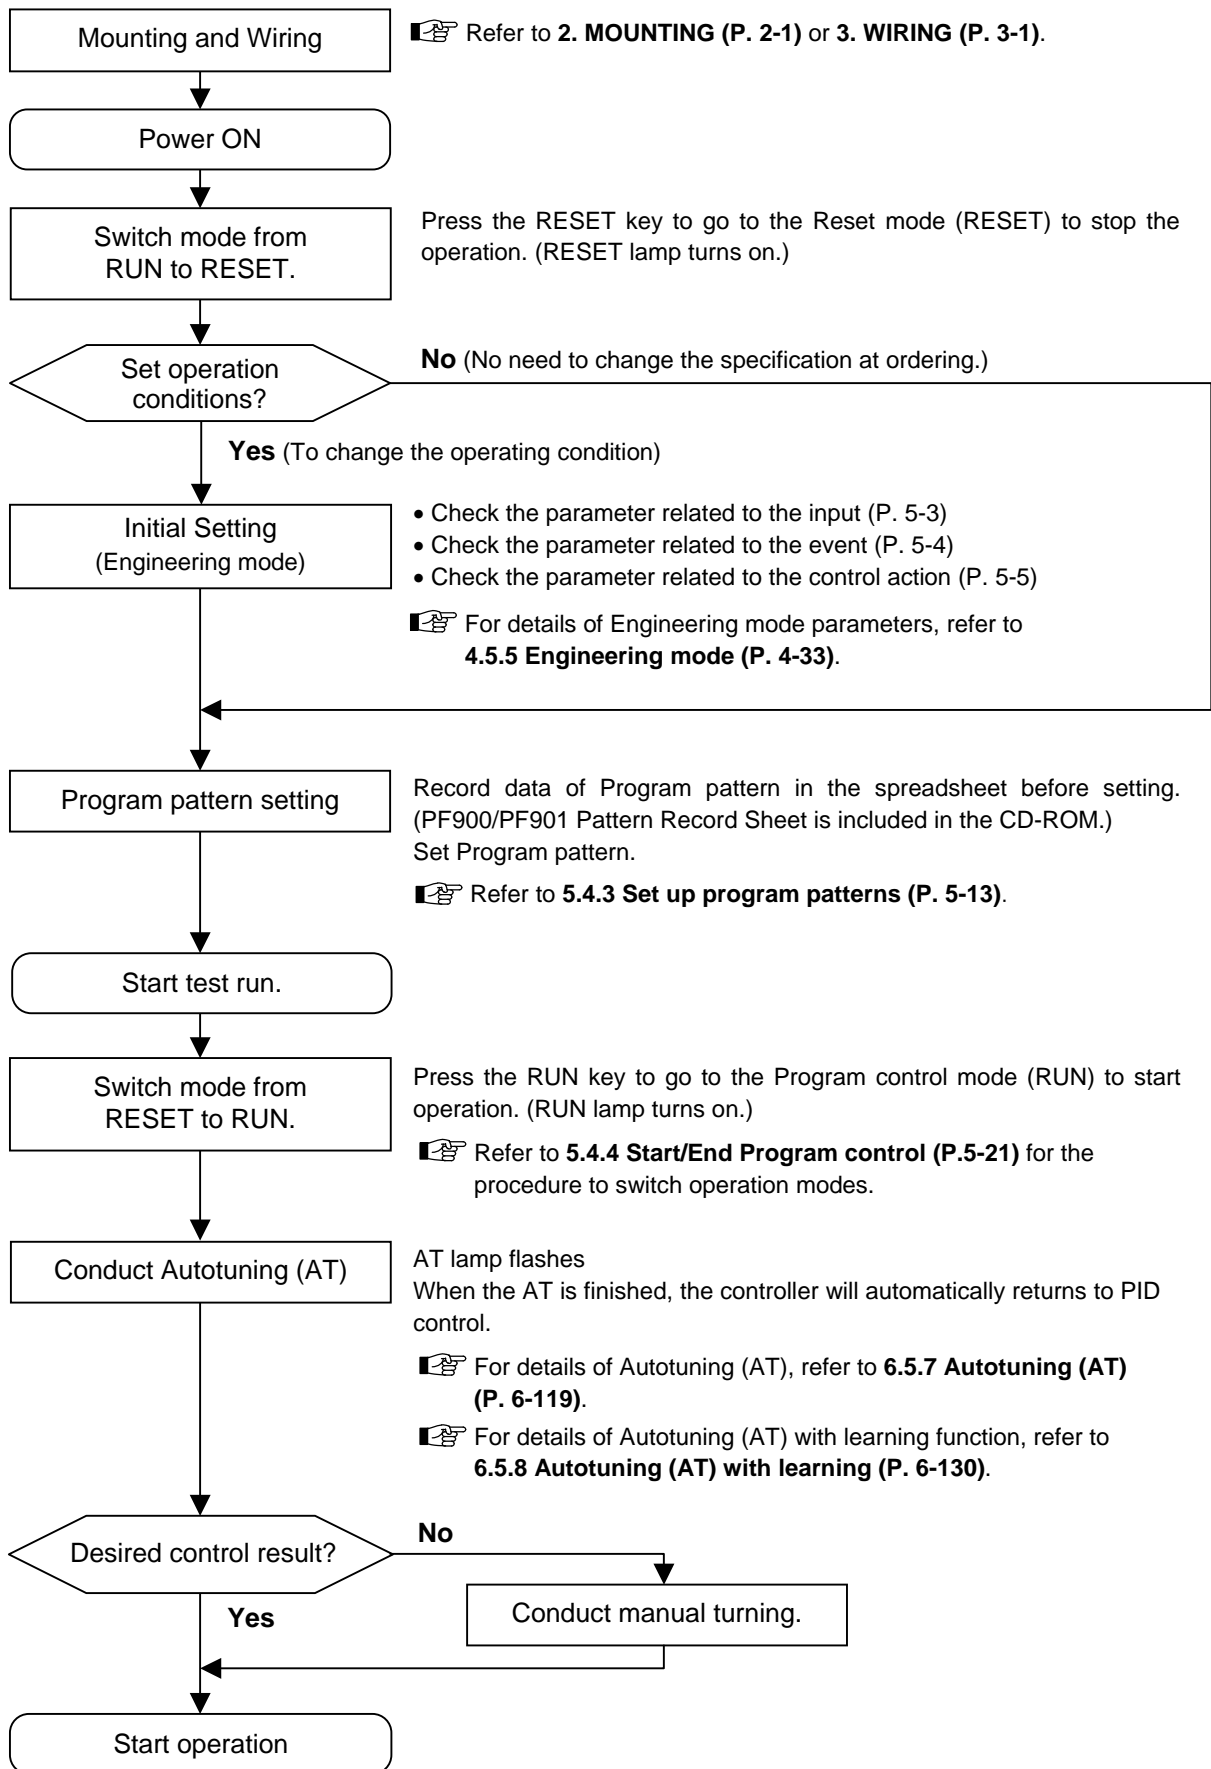 Mounting and Wiring
Refer to 2. MOUNTING (P. 2-1) or 3. WIRING (P. 3-1).
Power ON
Switch mode from
RUN to RESET.
Press the RESET key to go to the Reset mode (RESET) to stop the
operation. (RESET lamp turns on.)
Set operation
conditions?
No (No need to change the specification at ordering.)
Yes (To change the operating condition)
Initial Setting
(Engineering mode)
• Check the parameter related to the input (P. 5-3)
• Check the parameter related to the event (P. 5-4)
• Check the parameter related to the control action (P. 5-5)
For details of Engineering mode parameters, refer to
4.5.5 Engineering mode (P. 4-33).
Program pattern setting
Record data of Program pattern in the spreadsheet before setting.
(PF900/PF901 Pattern Record Sheet is included in the CD-ROM.)
Set Program pattern.
Refer to 5.4.3 Set up program patterns (P. 5-13).
Start test run.
Switch mode from
RESET to RUN.
Press the RUN key to go to the Program control mode (RUN) to start
operation. (RUN lamp turns on.)
Refer to 5.4.4 Start/End Program control (P.5-21) for the
procedure to switch operation modes.
Conduct Autotuning (AT)
AT lamp flashes
When the AT is finished, the controller will automatically returns to PID
control.
For details of Autotuning (AT), refer to 6.5.7 Autotuning (AT)
(P. 6-119).
For details of Autotuning (AT) with learning function, refer to
6.5.8 Autotuning (AT) with learning (P. 6-130).
Desired control result?
No
Yes
Conduct manual turning.
Start operation